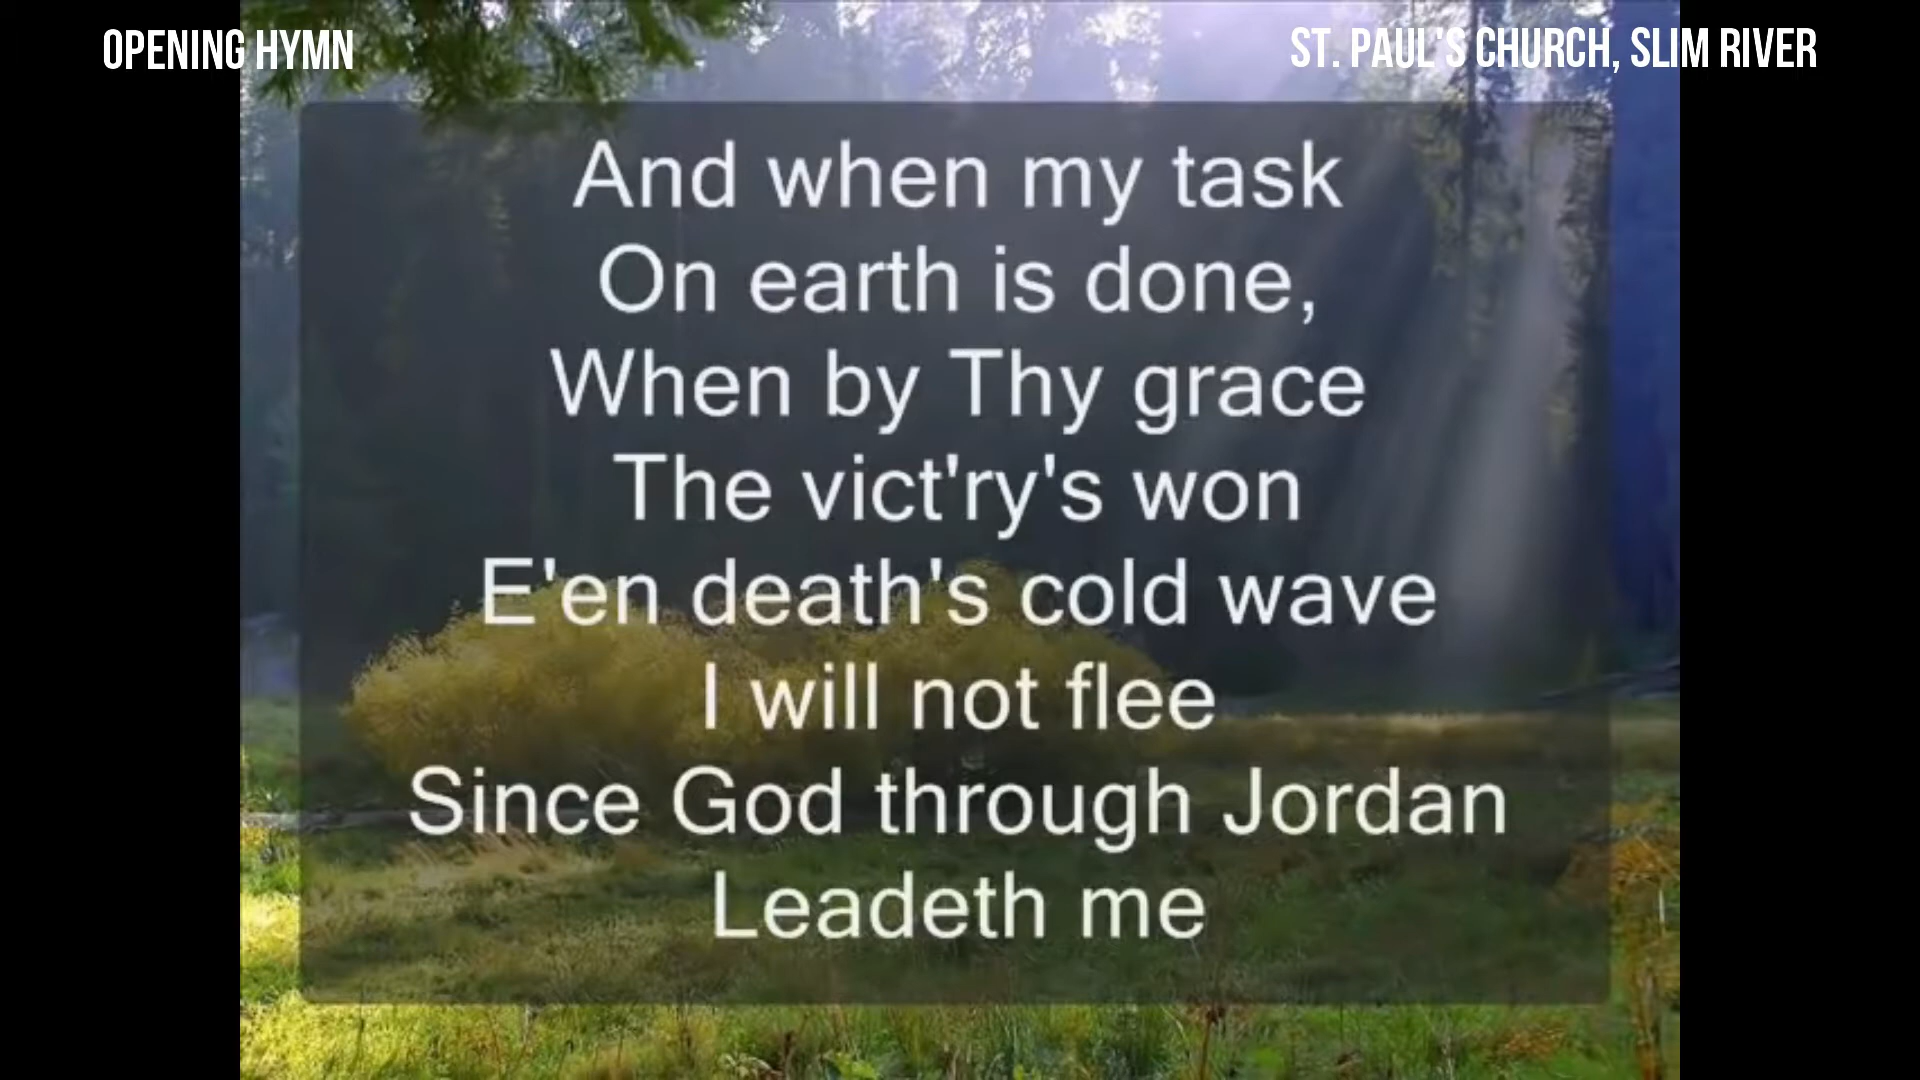 OPENING HYMN
ST. PAUL'S CHURCH, SLIM RIVER
And when my task
On earth is done,
When by Thy grace
The vict'ry's won
E'en death's cold wave
I will not flee
Since God through Jordan
Leadeth me